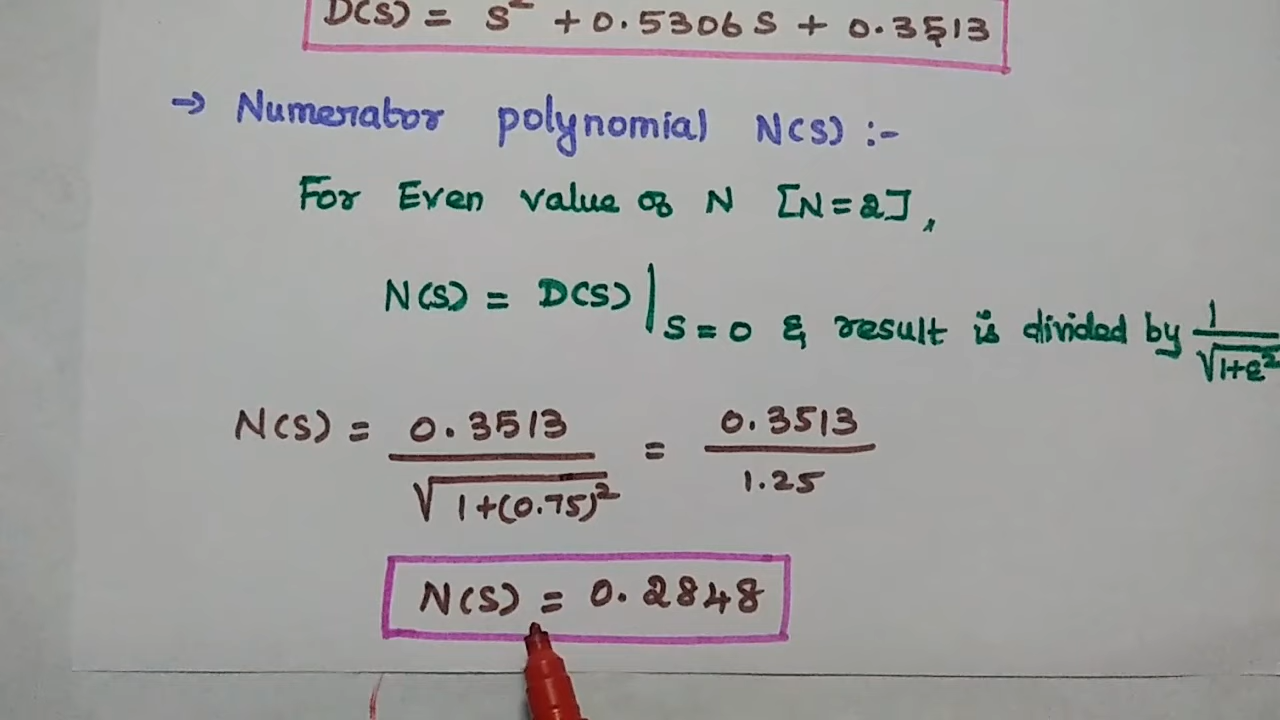 D(S) = S² + 0.5306S + 0.3513
→ Numerator polynomial N(S) :-
For Even value of N [N=2],
N(S) = D(S) |S=0 & result is divided by 1/√1+ε²
N(S) = 0.3513/√1+(0.75)² = 0.3513/1.25
N(S) = 0.2848